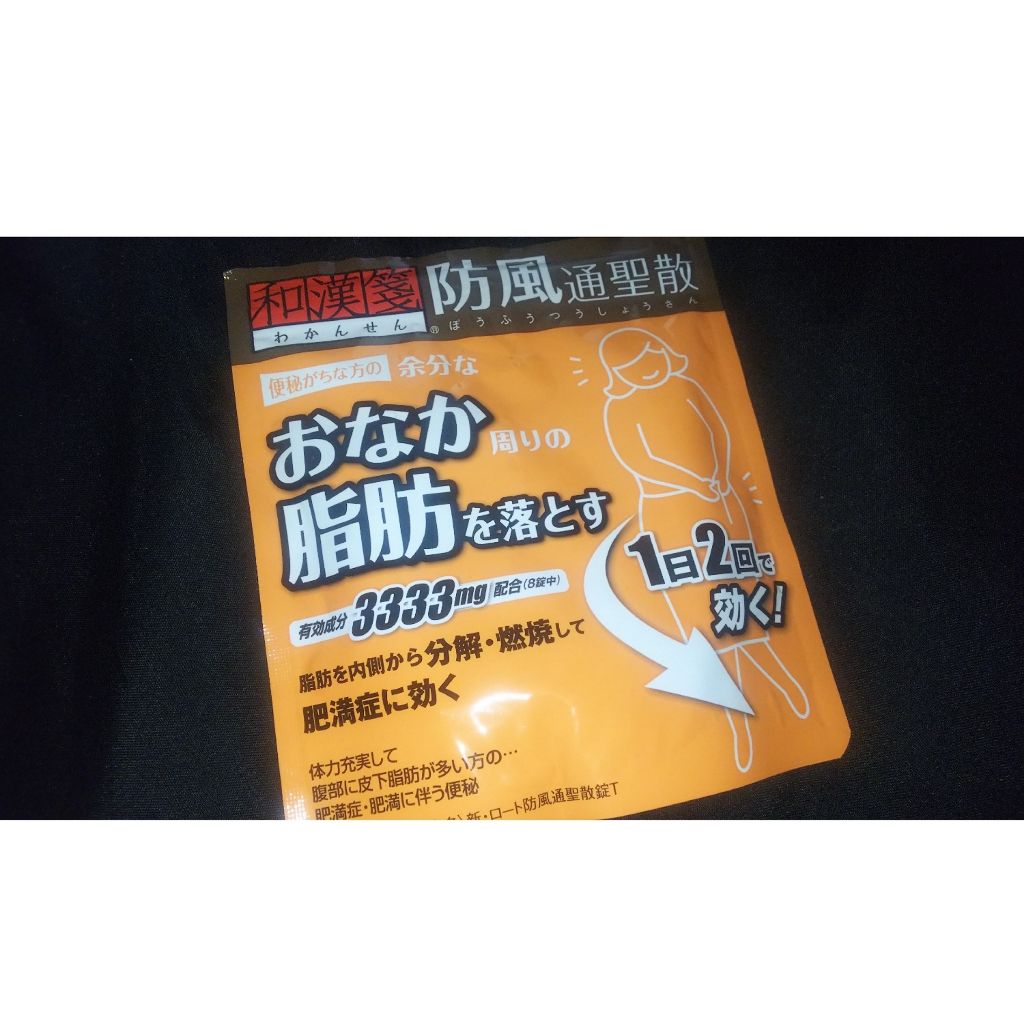 和漢箋 防風通聖散
わかんせん ®ぼうふうつうしょうさん
便秘がちな方の 余分な
おなか周りの
脂肪を落とす
1日2回で
効く!
有効成分3333mg配合(8錠中)
脂肪を内側から分解・燃焼して
肥満症に効く
体力充実して
腹部に皮下脂肪が多い方の…
肥満症・肥満に伴う便秘
新・ロート防風通聖散錠T